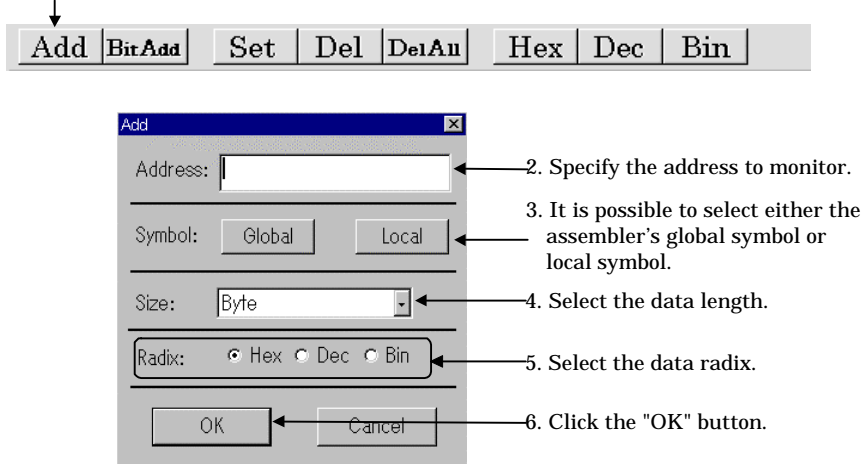 Add BitAdd Set Del DelAll Hex Dec Bin
Add
Address:
2. Specify the address to monitor.
Symbol: Global Local
3. It is possible to select either the
assembler's global symbol or
local symbol.
Size: Byte
4. Select the data length.
Radix: Hex Dec Bin
5. Select the data radix.
OK Cancel
6. Click the "OK" button.